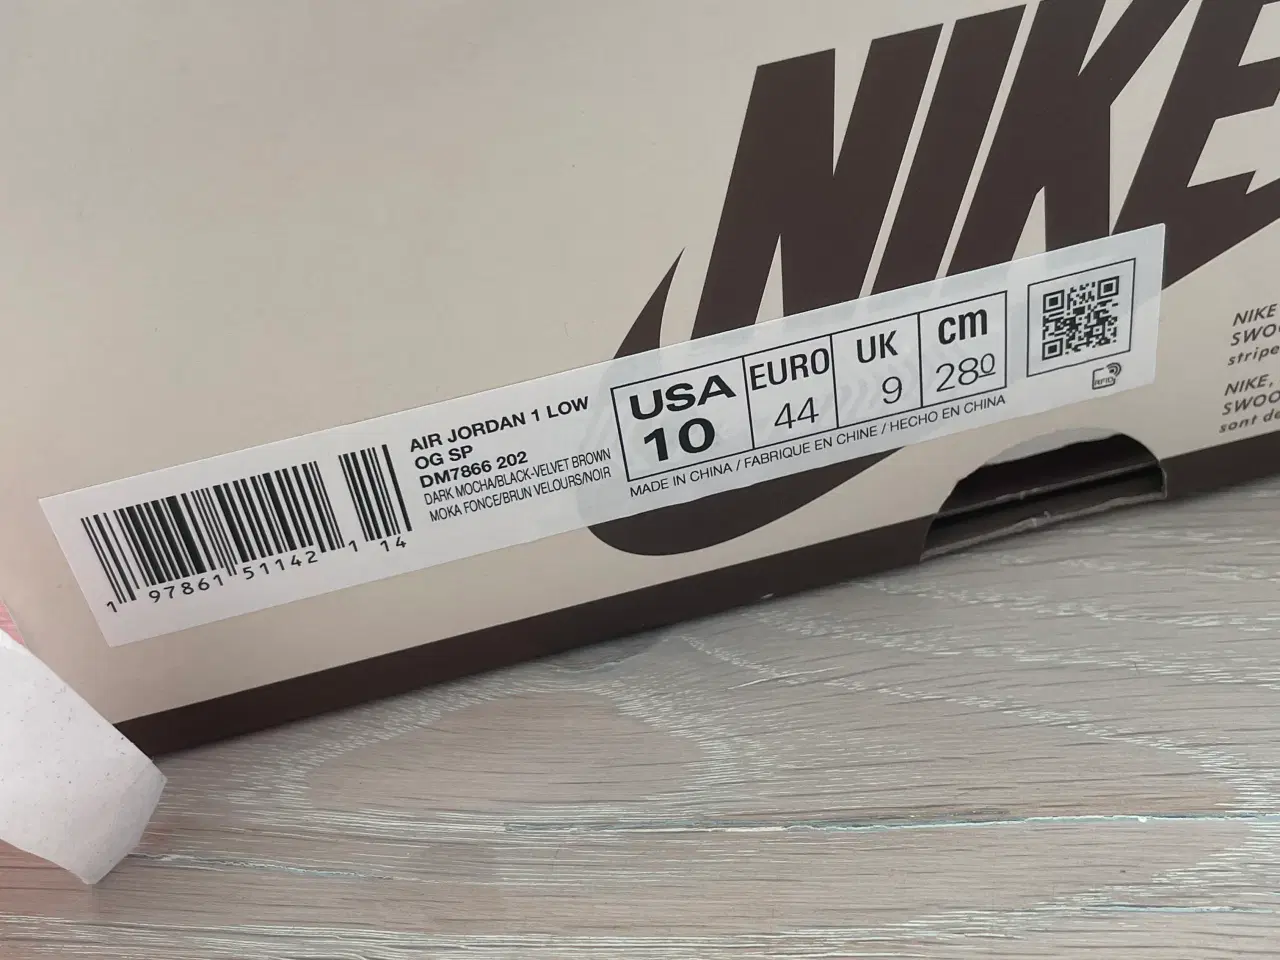 NIKE
AIR JORDAN 1 LOW
OG SP
DM7866 202
DARK MOCHA/BLACK-VELVET BROWN
MOKA FONCE/BRUN VELOURS/NOIR
1 97861 51142 1 14
USA
10
EURO
44
UK
9
cm
280
MADE IN CHINA / FABRIQUE EN CHINE / HECHO EN CHINA
RFID
NIKE
SWOO
stripe
NIKE,
SWOO
sont de